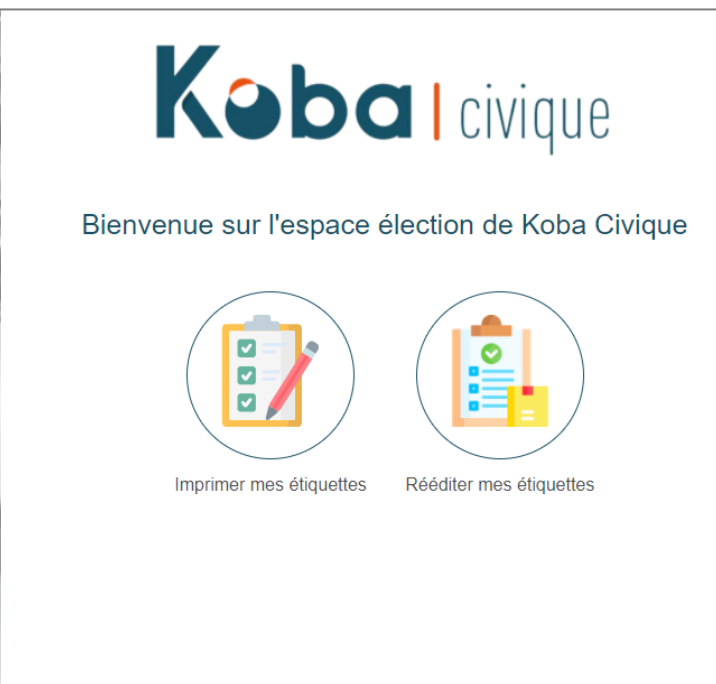 Koba | civique
Bienvenue sur l'espace élection de Koba Civique
Imprimer mes étiquettes
Rééditer mes étiquettes